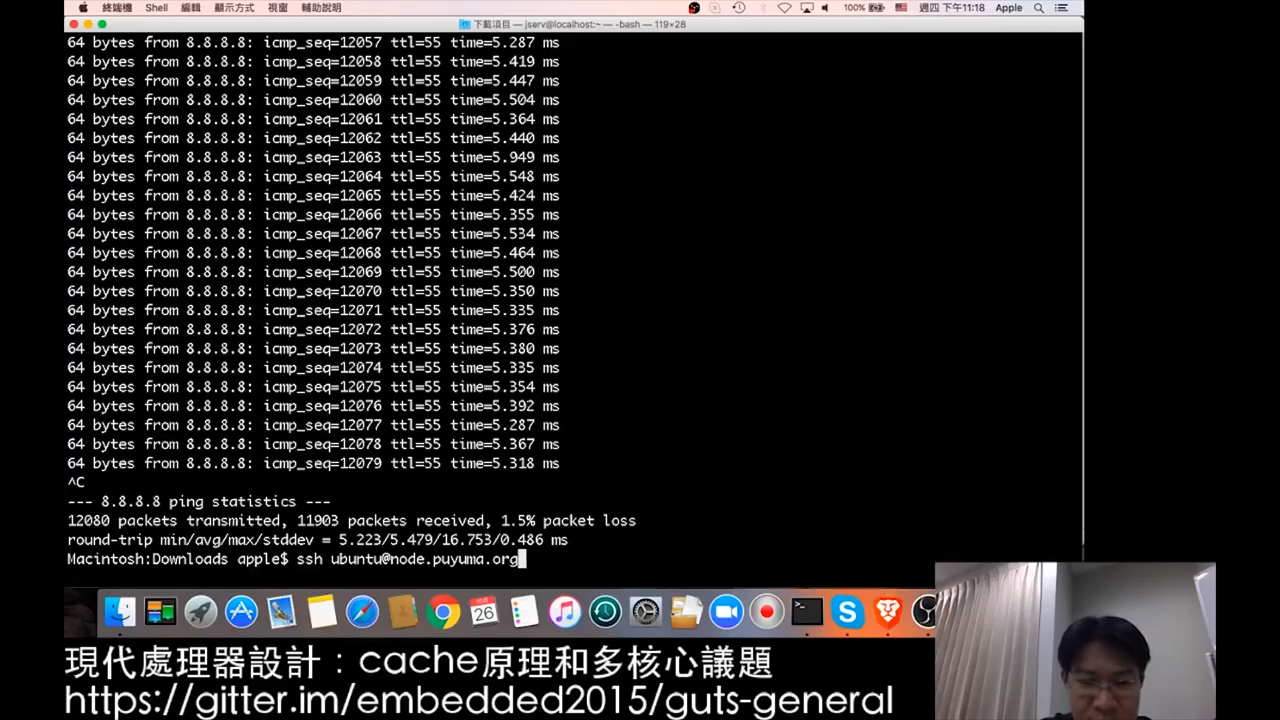 終端機 Shell 編輯 顯示方式 視窗 輔助說明 100% 週四 下午11:18 Apple
下載項目 — jserv@localhost:~ — -bash — 119×28
64 bytes from 8.8.8.8: icmp_seq=12057 ttl=55 time=5.287 ms
64 bytes from 8.8.8.8: icmp_seq=12058 ttl=55 time=5.419 ms
64 bytes from 8.8.8.8: icmp_seq=12059 ttl=55 time=5.447 ms
64 bytes from 8.8.8.8: icmp_seq=12060 ttl=55 time=5.504 ms
64 bytes from 8.8.8.8: icmp_seq=12061 ttl=55 time=5.364 ms
64 bytes from 8.8.8.8: icmp_seq=12062 ttl=55 time=5.440 ms
64 bytes from 8.8.8.8: icmp_seq=12063 ttl=55 time=5.949 ms
64 bytes from 8.8.8.8: icmp_seq=12064 ttl=55 time=5.548 ms
64 bytes from 8.8.8.8: icmp_seq=12065 ttl=55 time=5.424 ms
64 bytes from 8.8.8.8: icmp_seq=12066 ttl=55 time=5.355 ms
64 bytes from 8.8.8.8: icmp_seq=12067 ttl=55 time=5.534 ms
64 bytes from 8.8.8.8: icmp_seq=12068 ttl=55 time=5.464 ms
64 bytes from 8.8.8.8: icmp_seq=12069 ttl=55 time=5.500 ms
64 bytes from 8.8.8.8: icmp_seq=12070 ttl=55 time=5.350 ms
64 bytes from 8.8.8.8: icmp_seq=12071 ttl=55 time=5.335 ms
64 bytes from 8.8.8.8: icmp_seq=12072 ttl=55 time=5.376 ms
64 bytes from 8.8.8.8: icmp_seq=12073 ttl=55 time=5.380 ms
64 bytes from 8.8.8.8: icmp_seq=12074 ttl=55 time=5.335 ms
64 bytes from 8.8.8.8: icmp_seq=12075 ttl=55 time=5.354 ms
64 bytes from 8.8.8.8: icmp_seq=12076 ttl=55 time=5.392 ms
64 bytes from 8.8.8.8: icmp_seq=12077 ttl=55 time=5.287 ms
64 bytes from 8.8.8.8: icmp_seq=12078 ttl=55 time=5.367 ms
64 bytes from 8.8.8.8: icmp_seq=12079 ttl=55 time=5.318 ms
^C
--- 8.8.8.8 ping statistics ---
12080 packets transmitted, 11903 packets received, 1.5% packet loss
round-trip min/avg/max/stddev = 5.223/5.479/16.753/0.486 ms
Macintosh:Downloads apple$ ssh ubuntu@node.puyuma.org
26
現代處理器設計：cache原理和多核心議題
https://gitter.im/embedded2015/guts-general